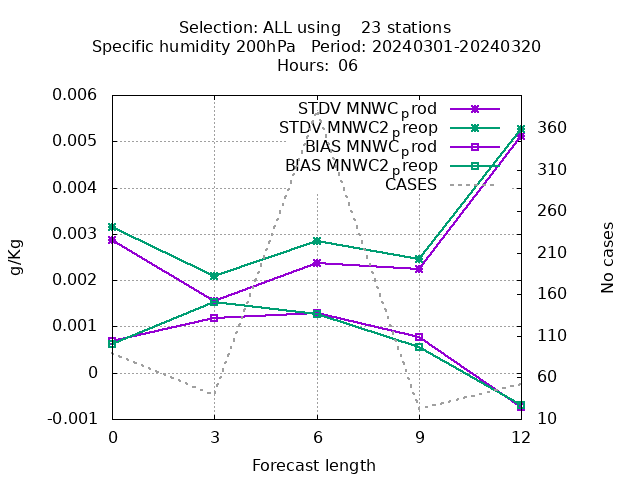 Selection: ALL using    23 stations
Specific humidity 200hPa   Period: 20240301-20240320
Hours: 06
0.006
0.005
0.004
0.003
0.002
0.001
0
-0.001
g/Kg
STDV MNWC_prod
STDV MNWC2_preop
BIAS MNWC_prod
BIAS MNWC2_preop
CASES
360
310
260
210
160
110
60
10
No cases
0 3 6 9 12
Forecast length